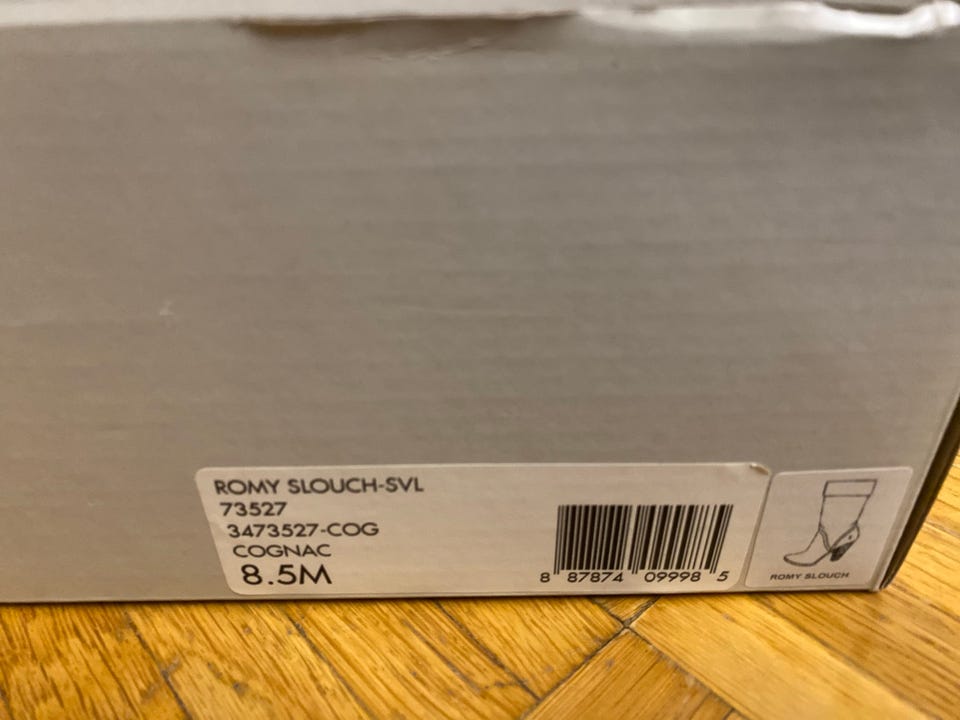 ROMY SLOUCH-SVL
73527
3473527-COG
COGNAC
8.5M
8 87874 09998 5
ROMY SLOUCH